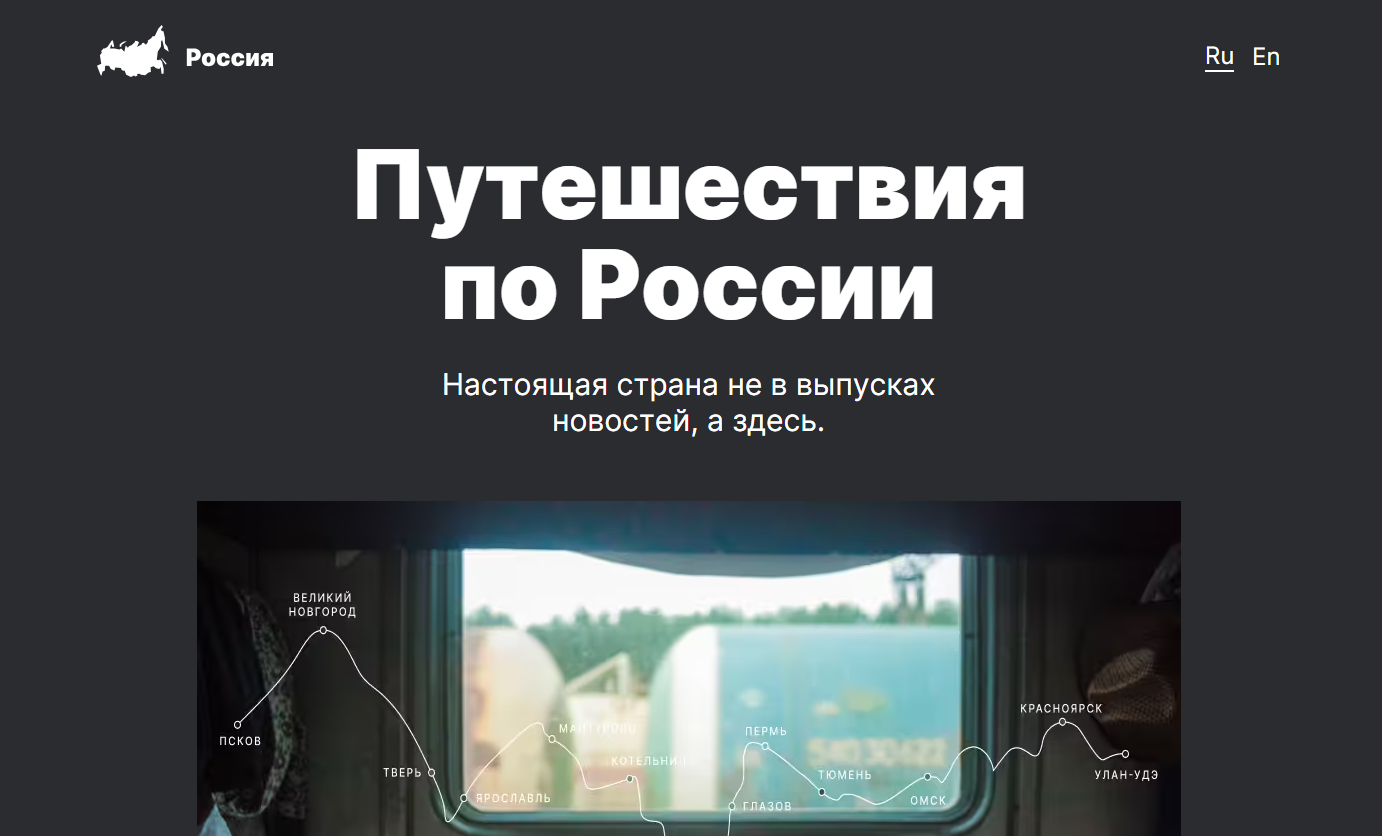 Россия
Ru En
Путешествия
по России
Настоящая страна не в выпусках
новостей, а здесь.
ВЕЛИКИЙ
НОВГОРОД
ПСКОВ
ТВЕРЬ
ЯРОСЛАВЛЬ
МАНТУРОВО
КОТЕЛЬНИЧ
ПЕРМЬ
ГЛАЗОВ
ТЮМЕНЬ
ОМСК
КРАСНОЯРСК
УЛАН-УДЭ